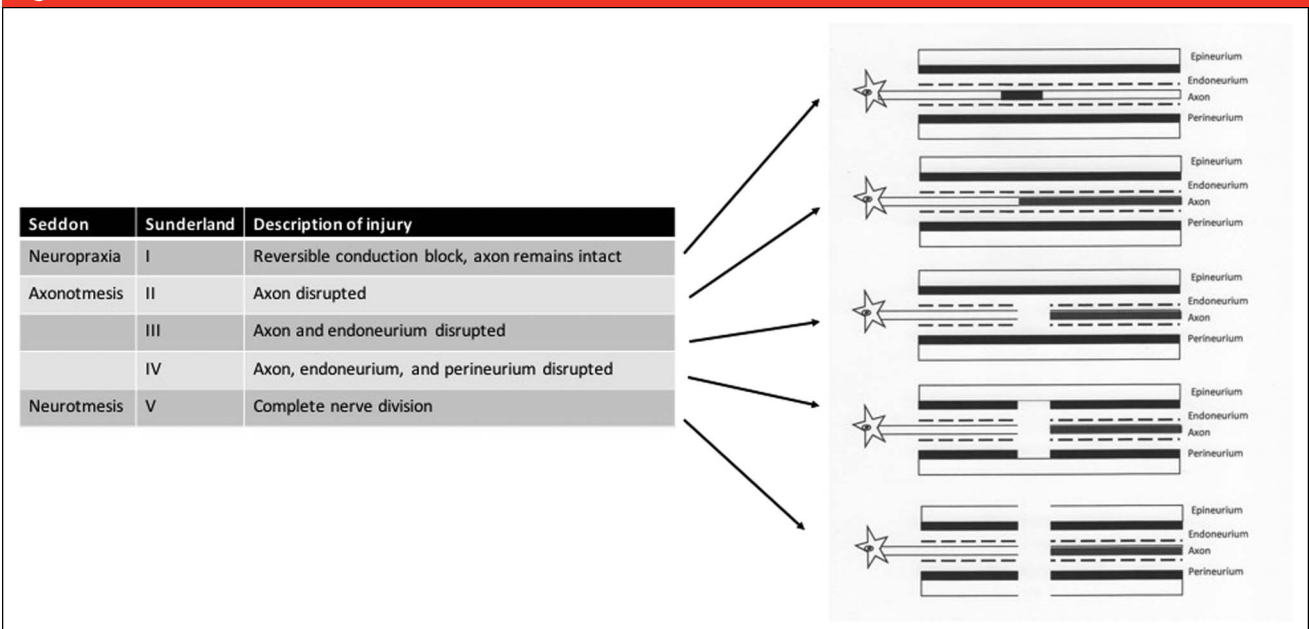 Seddon Sunderland Description of injury
Neuropraxia I Reversible conduction block, axon remains intact
Axonotmesis II Axon disrupted
III Axon and endoneurium disrupted
IV Axon, endoneurium, and perineurium disrupted
Neurotmesis V Complete nerve division
Epineurium
Endoneurium
Axon
Perineurium
Epineurium
Endoneurium
Axon
Perineurium
Epineurium
Endoneurium
Axon
Perineurium
Epineurium
Endoneurium
Axon
Perineurium
Epineurium
Endoneurium
Axon
Perineurium